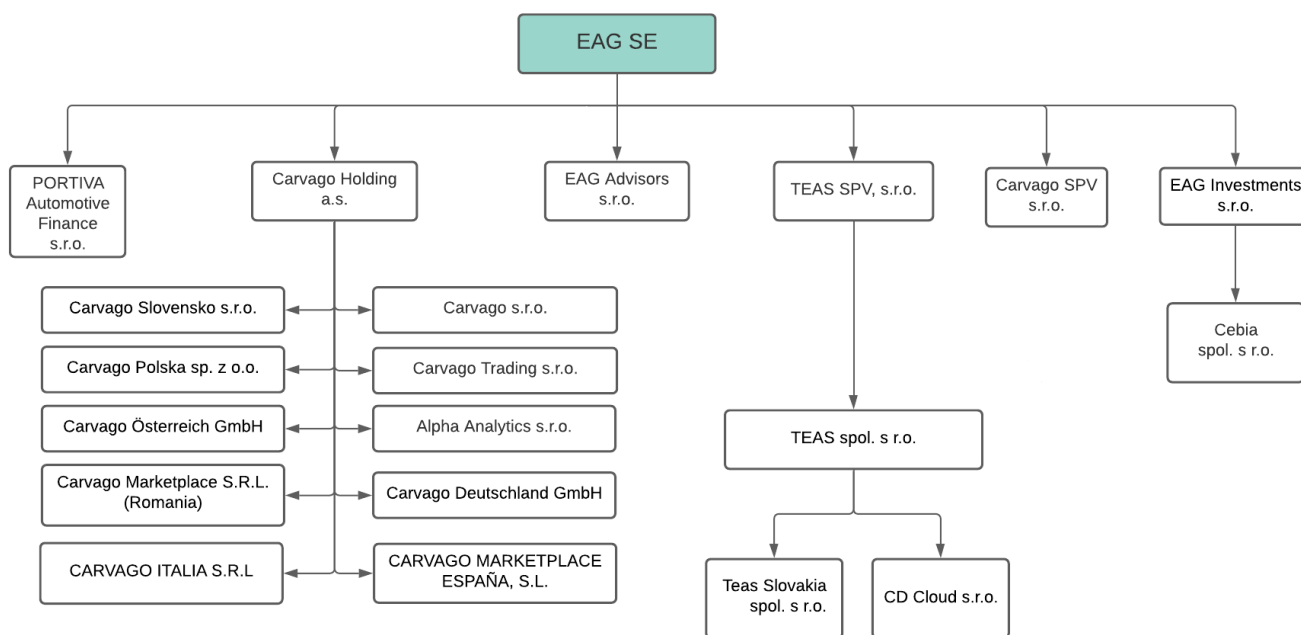 EAG SE
PORTIVA
Automotive
Finance
s.r.o.
Carvago Holding
a.s.
EAG Advisors
s.r.o.
TEAS SPV, s.r.o.
Carvago SPV
s.r.o.
EAG Investments
s.r.o.
Carvago Slovensko s.r.o.
Carvago s.r.o.
Cebia
spol. s r.o.
Carvago Polska sp. z o.o.
Carvago Trading s.r.o.
Carvago Österreich GmbH
Alpha Analytics s.r.o.
TEAS spol. s r.o.
Carvago Marketplace S.R.L.
(Romania)
Carvago Deutschland GmbH
CARVAGO ITALIA S.R.L
CARVAGO MARKETPLACE
ESPAÑA, S.L.
Teas Slovakia
spol. s r.o.
CD Cloud s.r.o.